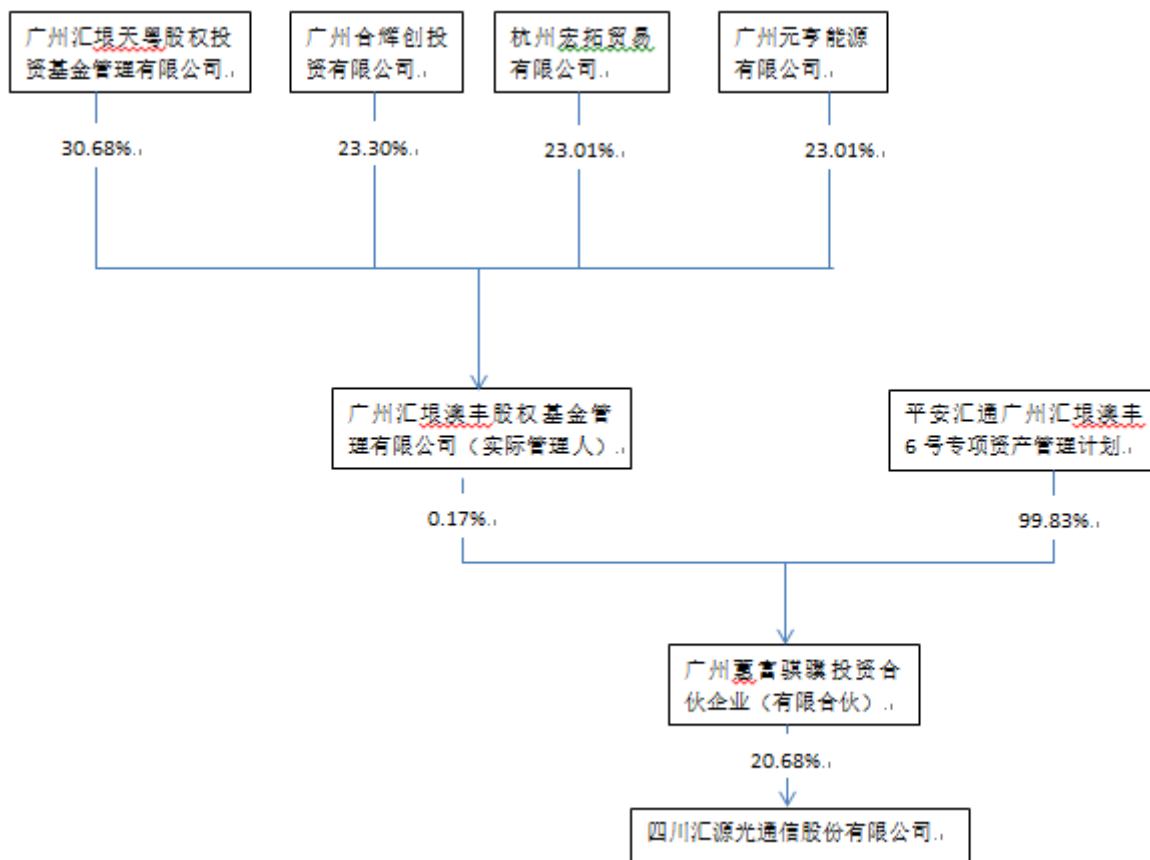 广州汇垠天粤股权投
资基金管理有限公司
广州合辉创投
资有限公司
杭州宏拓贸易
有限公司
广州元亨能源
有限公司
30.68%
23.30%
23.01%
23.01%
广州汇垠澳丰股权基金管
理有限公司（实际管理人）
平安汇通广州汇垠澳丰
6号专项资产管理计划
0.17%
99.83%
广州蕙富骐骥投资合
伙企业（有限合伙）
20.68%
四川汇源光通信股份有限公司